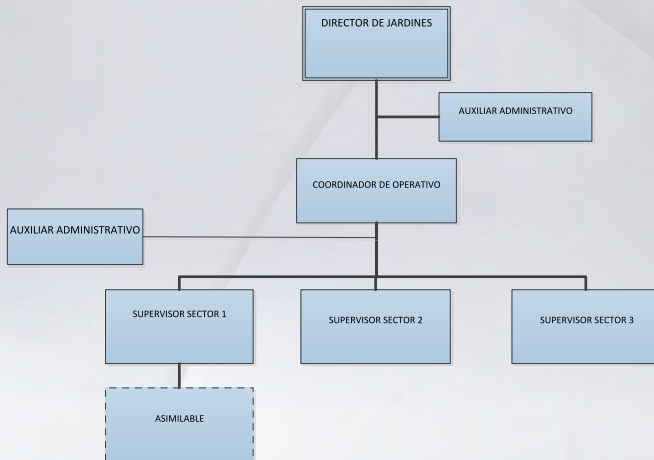 DIRECTOR DE JARDINES
AUXILIAR ADMINISTRATIVO
COORDINADOR DE OPERATIVO
AUXILIAR ADMINISTRATIVO
SUPERVISOR SECTOR 1
SUPERVISOR SECTOR 2
SUPERVISOR SECTOR 3
ASIMILABLE